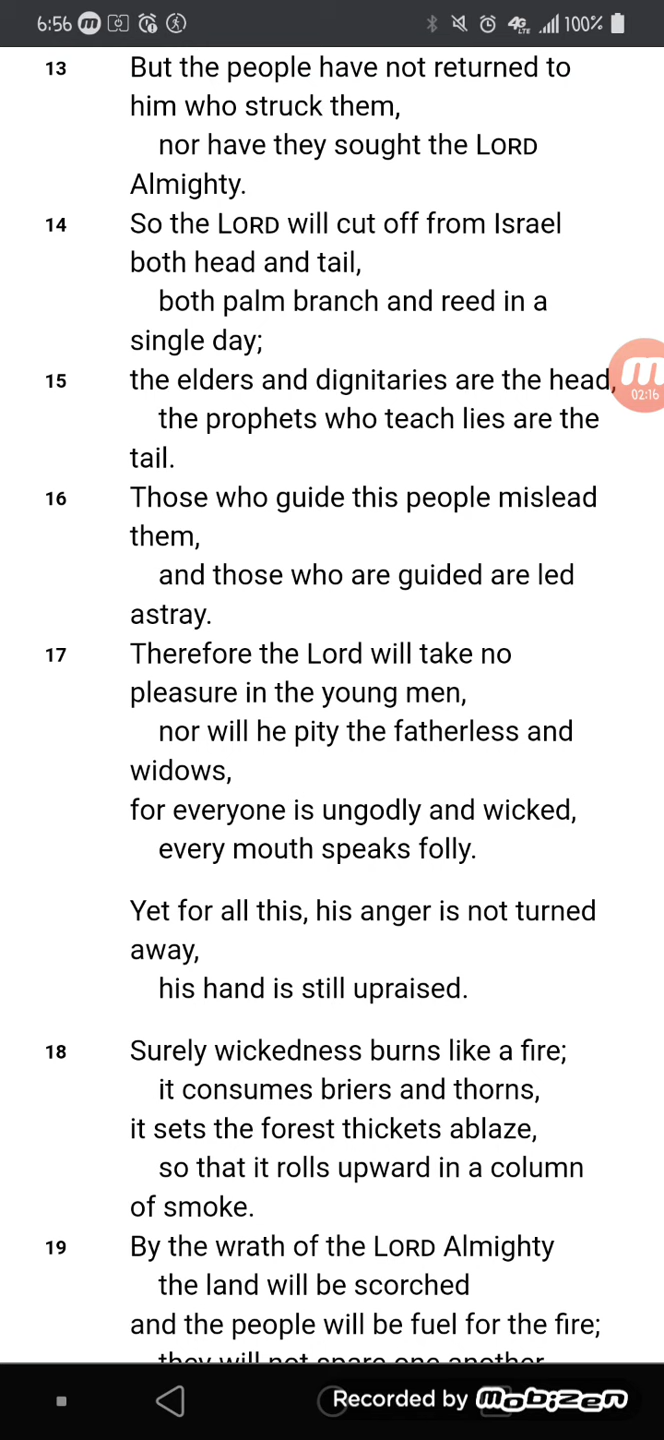 6:56 100%
13 But the people have not returned to
him who struck them,
nor have they sought the LORD
Almighty.
14 So the LORD will cut off from Israel
both head and tail,
both palm branch and reed in a
single day;
15 the elders and dignitaries are the head,
02:16
the prophets who teach lies are the
tail.
16 Those who guide this people mislead
them,
and those who are guided are led
astray.
17 Therefore the Lord will take no
pleasure in the young men,
nor will he pity the fatherless and
widows,
for everyone is ungodly and wicked,
every mouth speaks folly.
Yet for all this, his anger is not turned
away,
his hand is still upraised.
18 Surely wickedness burns like a fire;
it consumes briers and thorns,
it sets the forest thickets ablaze,
so that it rolls upward in a column
of smoke.
19 By the wrath of the LORD Almighty
the land will be scorched
and the people will be fuel for the fire;
they will not spare one another
Recorded by mobizen